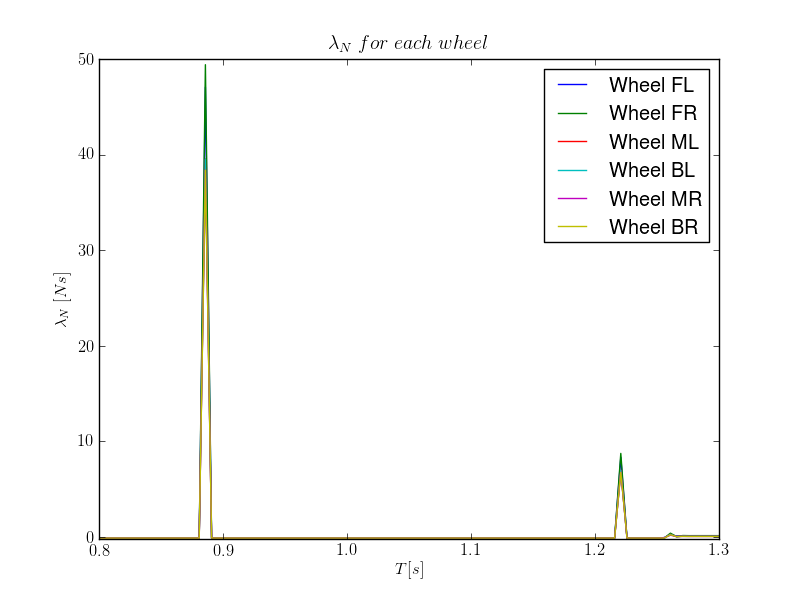 λN for each wheel
50
40
30
20
10
0
λN [Ns]
0.8 0.9 1.0 1.1 1.2 1.3
T[s]
Wheel FL
Wheel FR
Wheel ML
Wheel BL
Wheel MR
Wheel BR